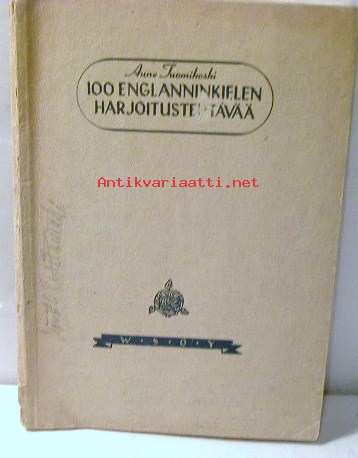 Aune Tuomikoski
100 ENGLANNINKIELEN
HARJOITUSTEHTÄVÄÄ
Antikvariaatti.net
W·S·O·Y